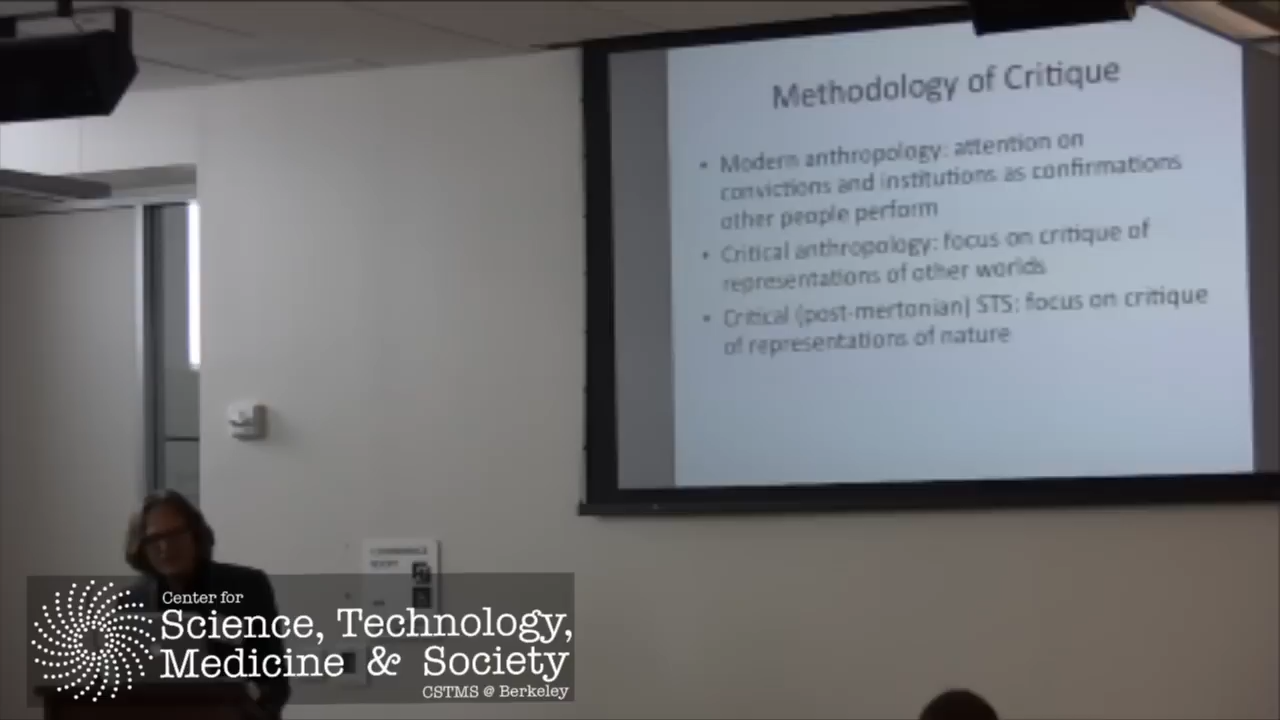 Methodology of Critique
• Modern anthropology: attention on
convictions and institutions as confirmations
other people perform
• Critical anthropology: focus on critique of
representations of other worlds
• Critical (post-mertonian) STS: focus on critique
of representations of nature
Center for
Science, Technology,
Medicine & Society
CSTMS @ Berkeley